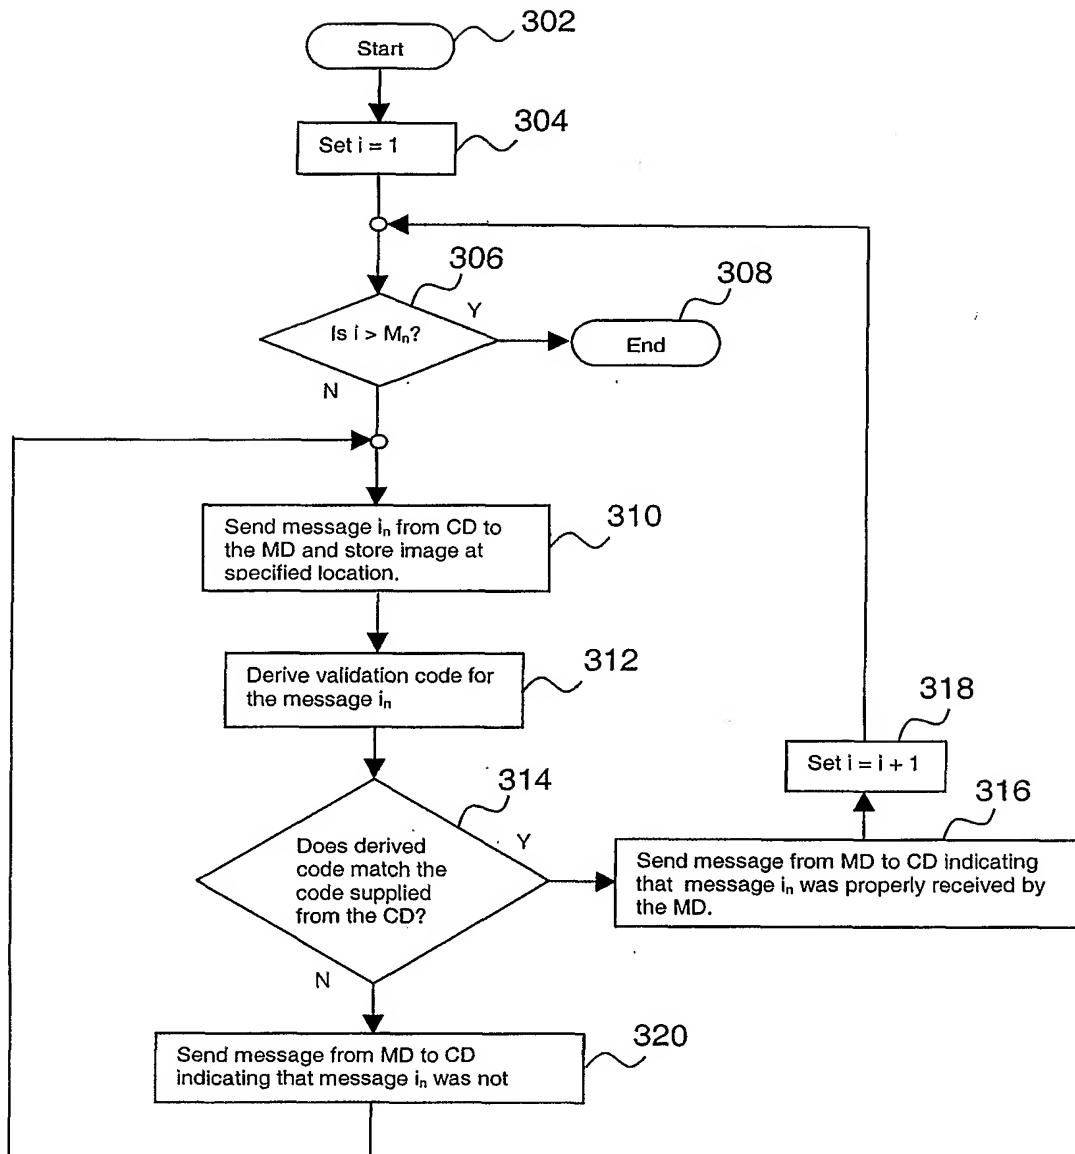 302
Start
304
Set i = 1
306
Is i > Mₙ?
Y
N
308
End
310
Send message iₙ from CD to
the MD and store image at
specified location.
312
Derive validation code for
the message iₙ
314
Does derived
code match the
code supplied
from the CD?
Y
N
318
Set i = i + 1
316
Send message from MD to CD indicating
that message iₙ was properly received by
the MD.
320
Send message from MD to CD
indicating that message iₙ was not